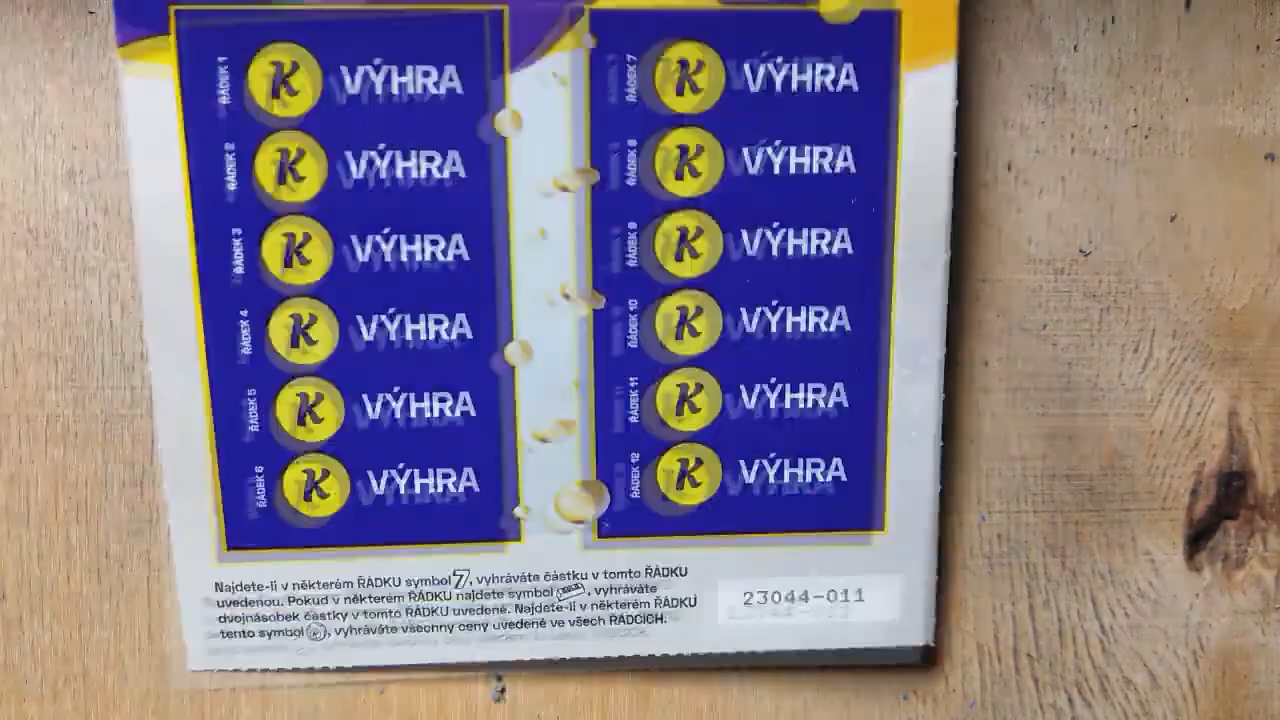 ŘÁDEK 1 K VÝHRA
ŘÁDEK 2 K VÝHRA
ŘÁDEK 3 K VÝHRA
ŘÁDEK 4 K VÝHRA
ŘÁDEK 5 K VÝHRA
ŘÁDEK 6 K VÝHRA
ŘÁDEK 7 K VÝHRA
ŘÁDEK 8 K VÝHRA
ŘÁDEK 9 K VÝHRA
ŘÁDEK 10 K VÝHRA
ŘÁDEK 11 K VÝHRA
ŘÁDEK 12 K VÝHRA
Najdete-li v některém ŘÁDKU symbol 7, vyhráváte částku v tomto ŘÁDKU
uvedenou. Pokud v některém ŘÁDKU najdete symbol , vyhráváte
dvojnásobek částky v tomto ŘÁDKU uvedené. Najdete-li v některém ŘÁDKU
tento symbol , vyhráváte všechny ceny uvedené ve všech ŘÁDCÍCH.
23044-011